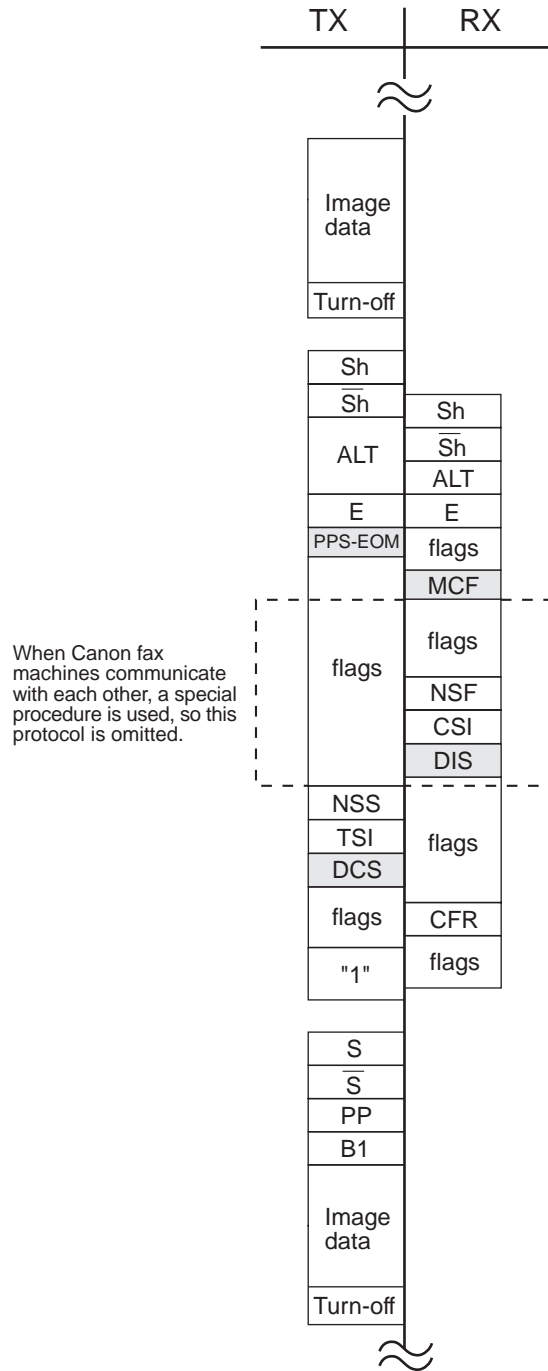 TX RX
Image
data
Turn-off
Sh
S̅h̅
ALT
E
PPS-EOM
flags
NSS
TSI
DCS
flags
"1"
S
S̅
PP
B1
Image
data
Turn-off
Sh
S̅h̅
ALT
E
flags
MCF
flags
NSF
CSI
DIS
flags
CFR
flags
When Canon fax
machines communicate
with each other, a special
procedure is used, so this
protocol is omitted.